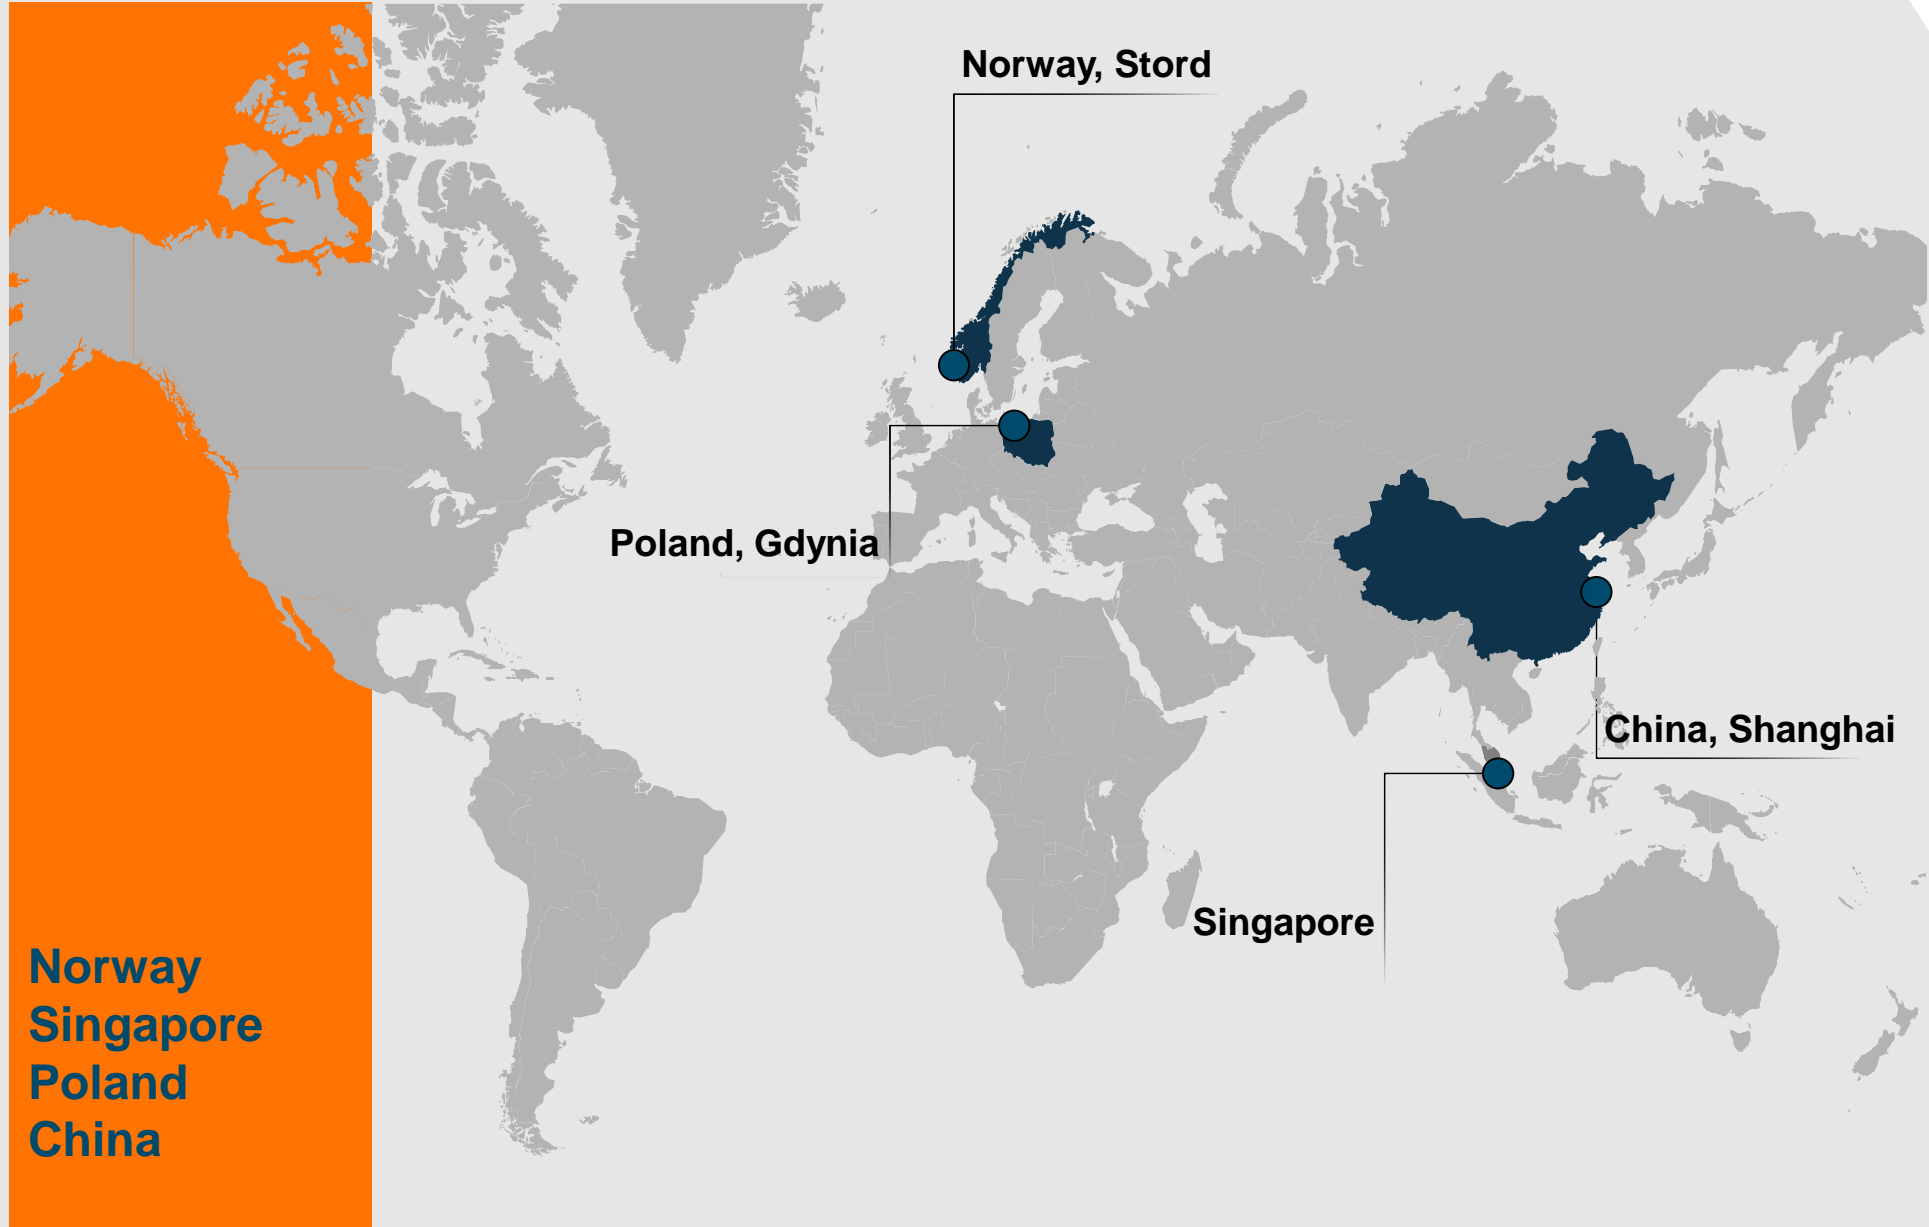 Norway, Stord
Poland, Gdynia
China, Shanghai
Singapore
Norway
Singapore
Poland
China